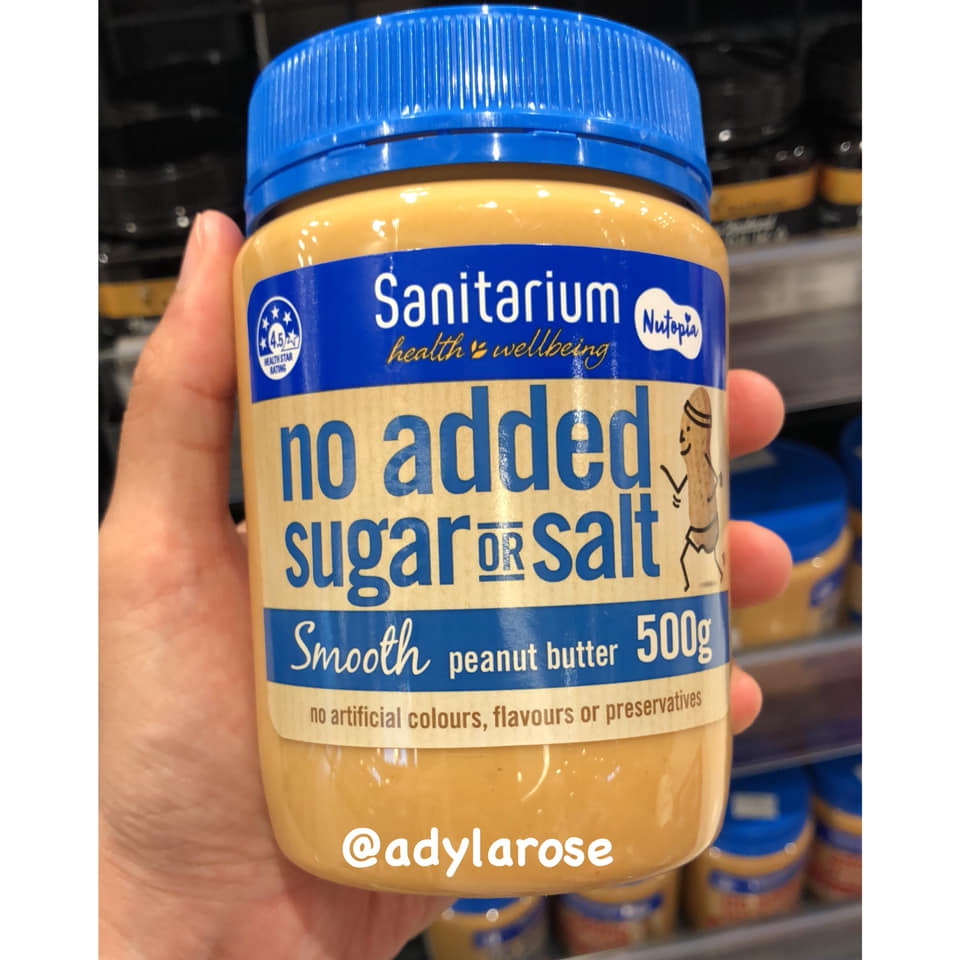 Sanitarium
health wellbeing
Nutopia
4.5
HEALTH STAR
RATING
no added
sugar OR salt
Smooth peanut butter 500g
no artificial colours, flavours or preservatives
@adylarose